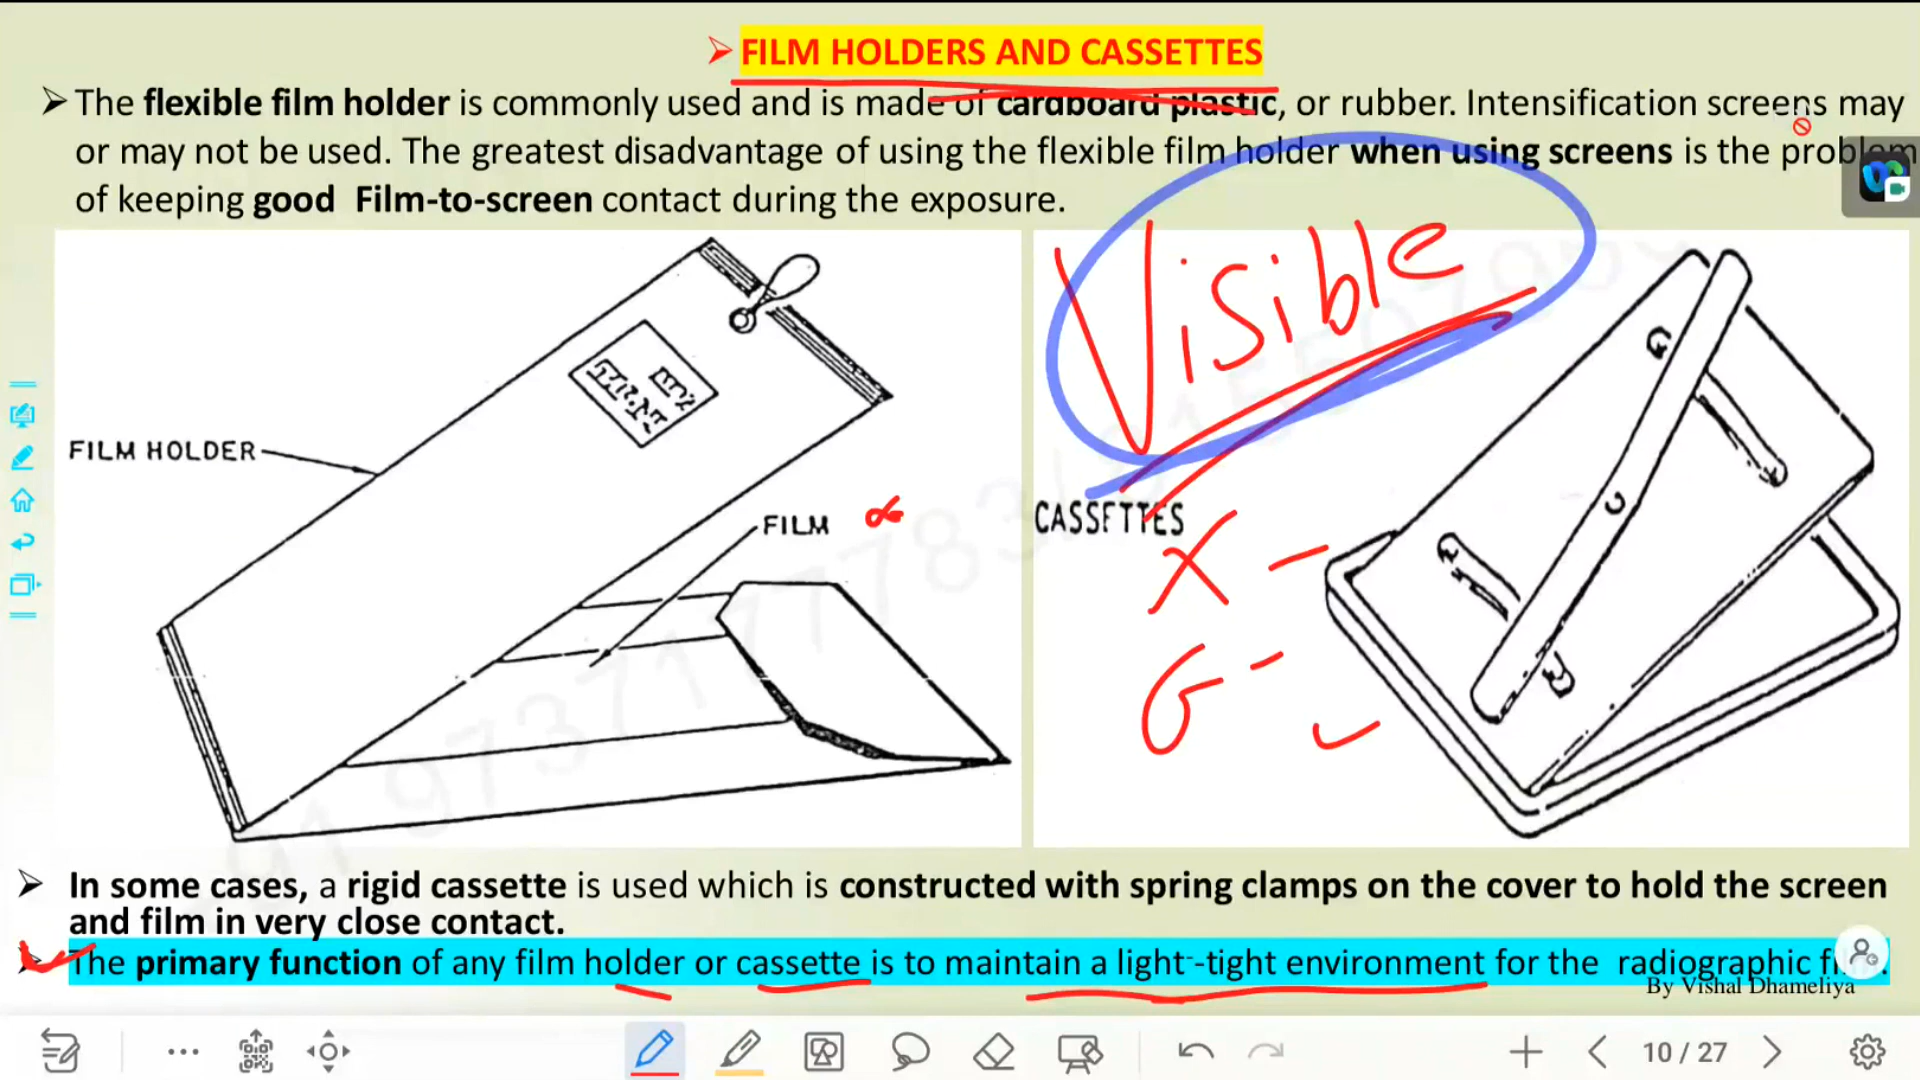 ➢ FILM HOLDERS AND CASSETTES
➢ The flexible film holder is commonly used and is made of cardboard plastic, or rubber. Intensification screens may
or may not be used. The greatest disadvantage of using the flexible film holder when using screens is the problem
of keeping good Film-to-screen contact during the exposure.
Visible
FILM HOLDER
FILM
CASSETTES
X -
G -
➢ In some cases, a rigid cassette is used which is constructed with spring clamps on the cover to hold the screen
and film in very close contact.
➢ The primary function of any film holder or cassette is to maintain a light-tight environment for the radiographic
By Vishal Dhameliya
10 / 27